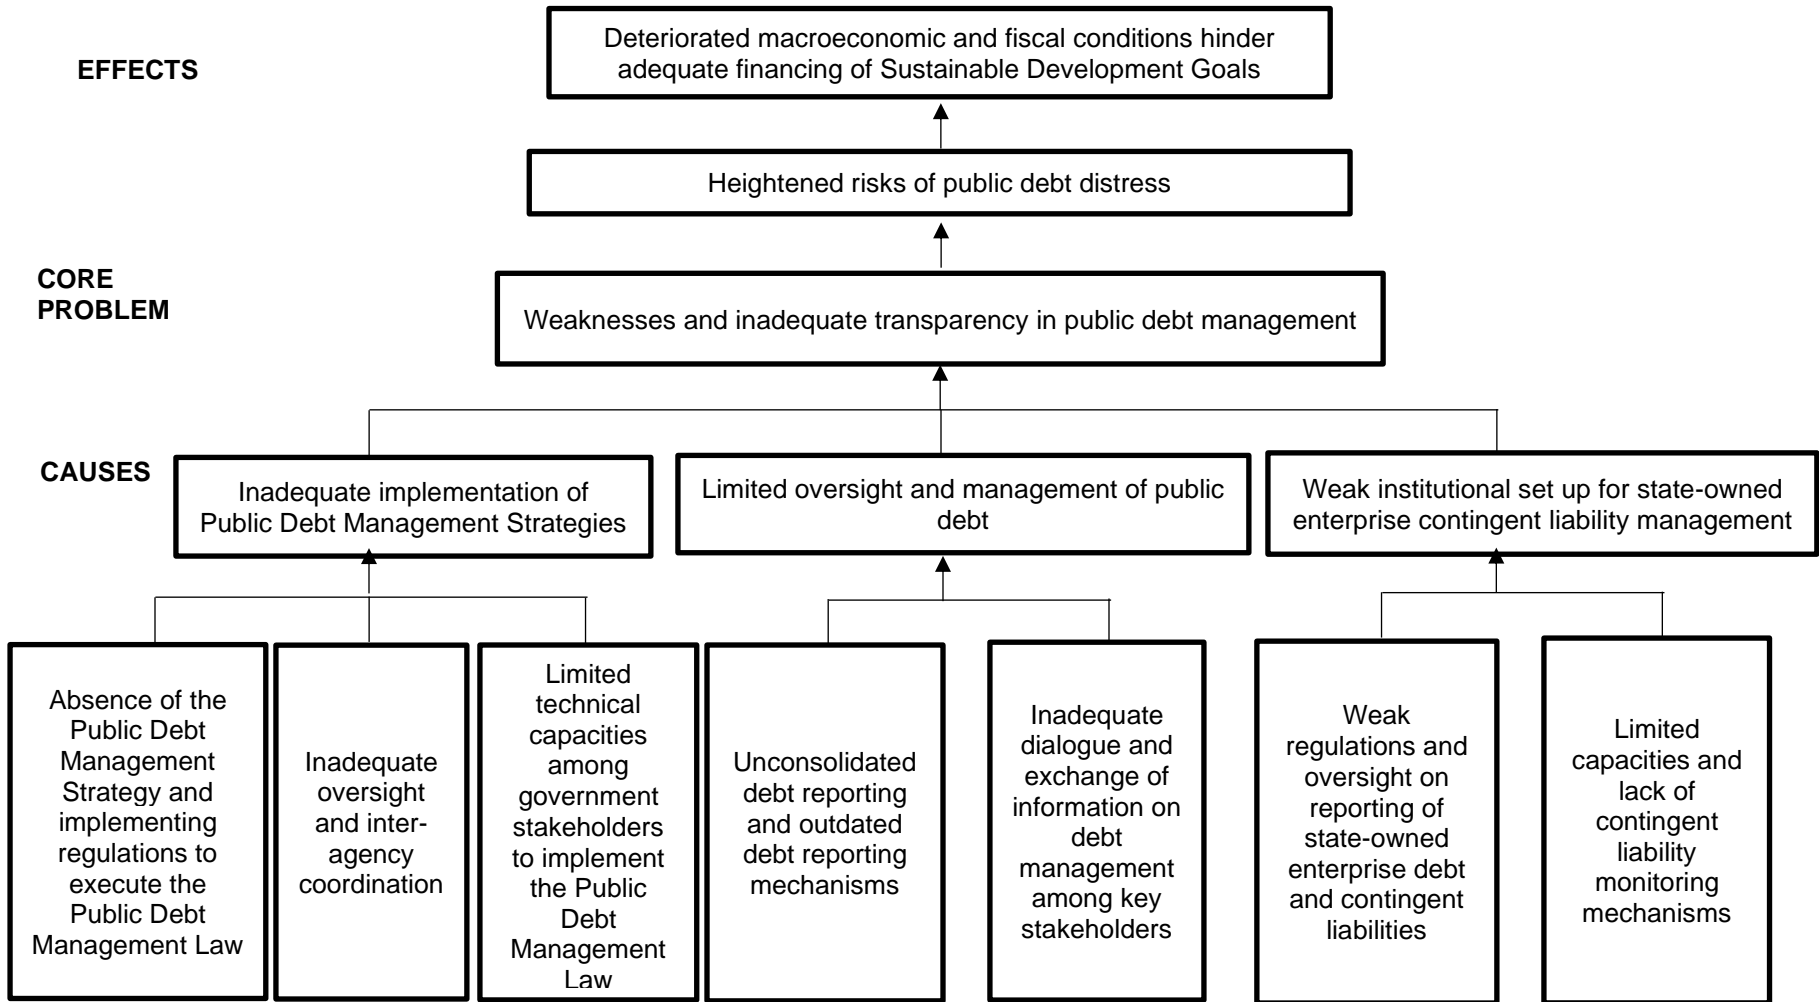 EFFECTS
Deteriorated macroeconomic and fiscal conditions hinder
adequate financing of Sustainable Development Goals
Heightened risks of public debt distress
CORE
PROBLEM
Weaknesses and inadequate transparency in public debt management
CAUSES
Inadequate implementation of
Public Debt Management Strategies
Limited oversight and management of public
debt
Weak institutional set up for state-owned
enterprise contingent liability management
Absence of the
Public Debt
Management
Strategy and
implementing
regulations to
execute the
Public Debt
Management Law
Inadequate
oversight
and inter-
agency
coordination
Limited
technical
capacities
among
government
stakeholders
to implement
the Public
Debt
Management
Law
Unconsolidated
debt reporting
and outdated
debt reporting
mechanisms
Inadequate
dialogue and
exchange of
information on
debt
management
among key
stakeholders
Weak
regulations and
oversight on
reporting of
state-owned
enterprise debt
and contingent
liabilities
Limited
capacities and
lack of
contingent
liability
monitoring
mechanisms